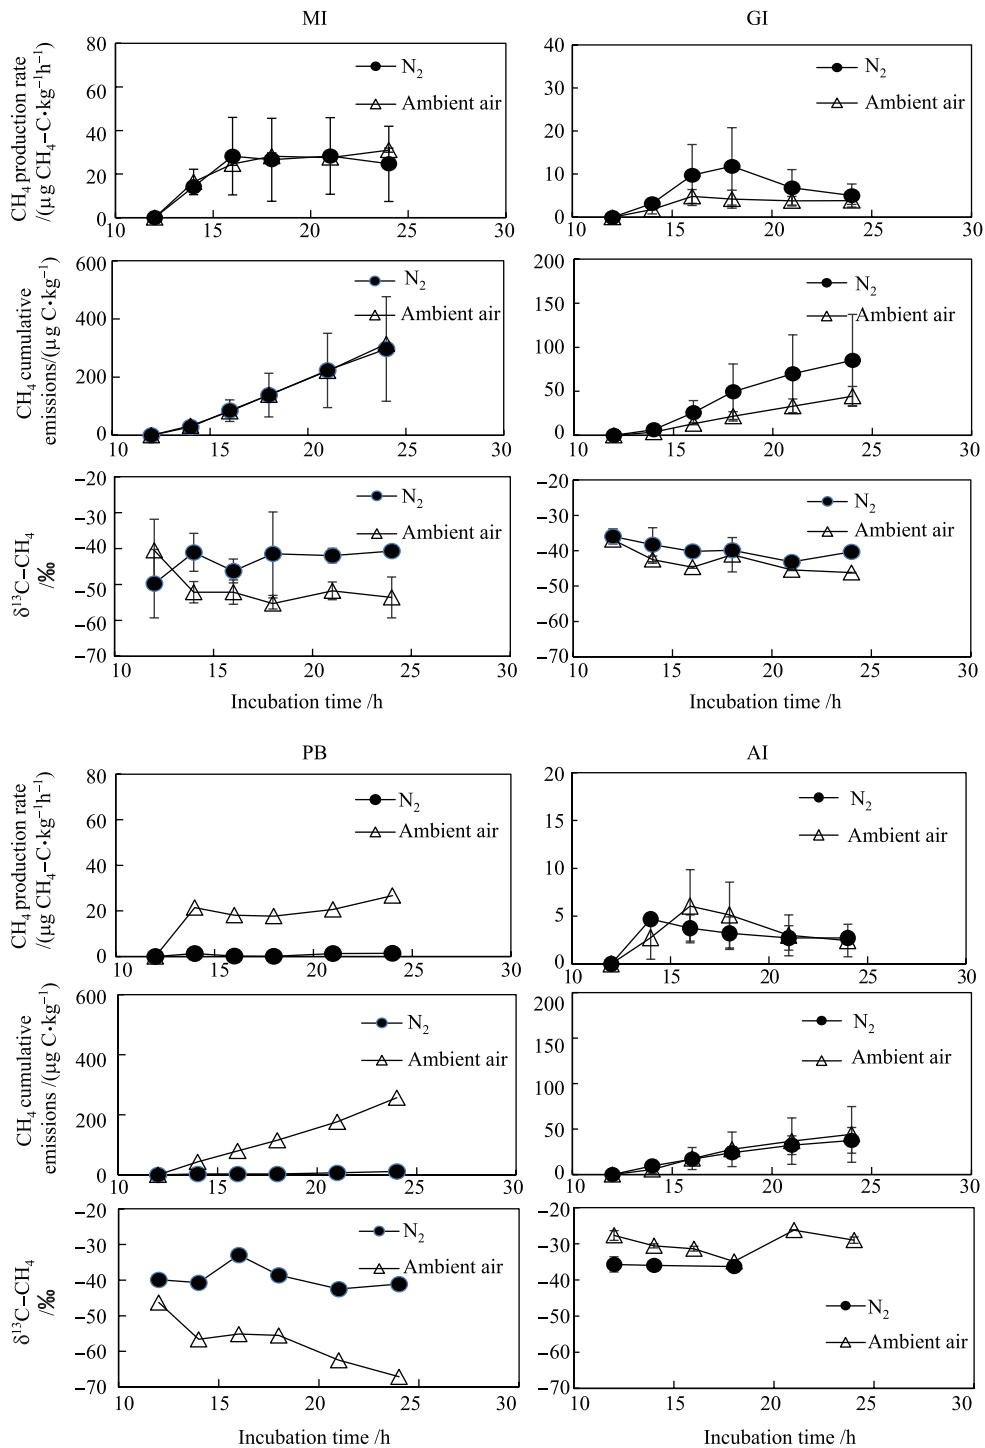 MI
CH₄ production rate
/(μg CH₄–C•kg⁻¹h⁻¹)
80
60
40
20
0
N₂
Ambient air
10
15
20
25
30
GI
40
30
20
10
0
N₂
Ambient air
10
15
20
25
30
CH₄ cumulative
emissions/(μg C•kg⁻¹)
600
400
200
0
N₂
Ambient air
10
15
20
25
30
200
150
100
50
0
N₂
Ambient air
10
15
20
25
30
δ¹³C–CH₄
/‰
−20
−30
−40
−50
−60
−70
N₂
Ambient air
10
15
20
25
30
Incubation time /h
−20
−30
−40
−50
−60
−70
N₂
Ambient air
10
15
20
25
30
Incubation time /h
PB
CH₄ production rate
/(μg CH₄–C•kg⁻¹h⁻¹)
80
60
40
20
0
N₂
Ambient air
10
15
20
25
30
AI
20
15
10
5
0
N₂
Ambient air
10
15
20
25
30
CH₄ cumulative
emissions /(μg C•kg⁻¹)
600
400
200
0
N₂
Ambient air
10
15
20
25
30
200
150
100
50
0
N₂
Ambient air
10
15
20
25
30
δ¹³C–CH₄
/‰
−20
−30
−40
−50
−60
−70
N₂
Ambient air
10
15
20
25
30
Incubation time /h
−20
−30
−40
−50
−60
−70
N₂
Ambient air
10
15
20
25
30
Incubation time /h